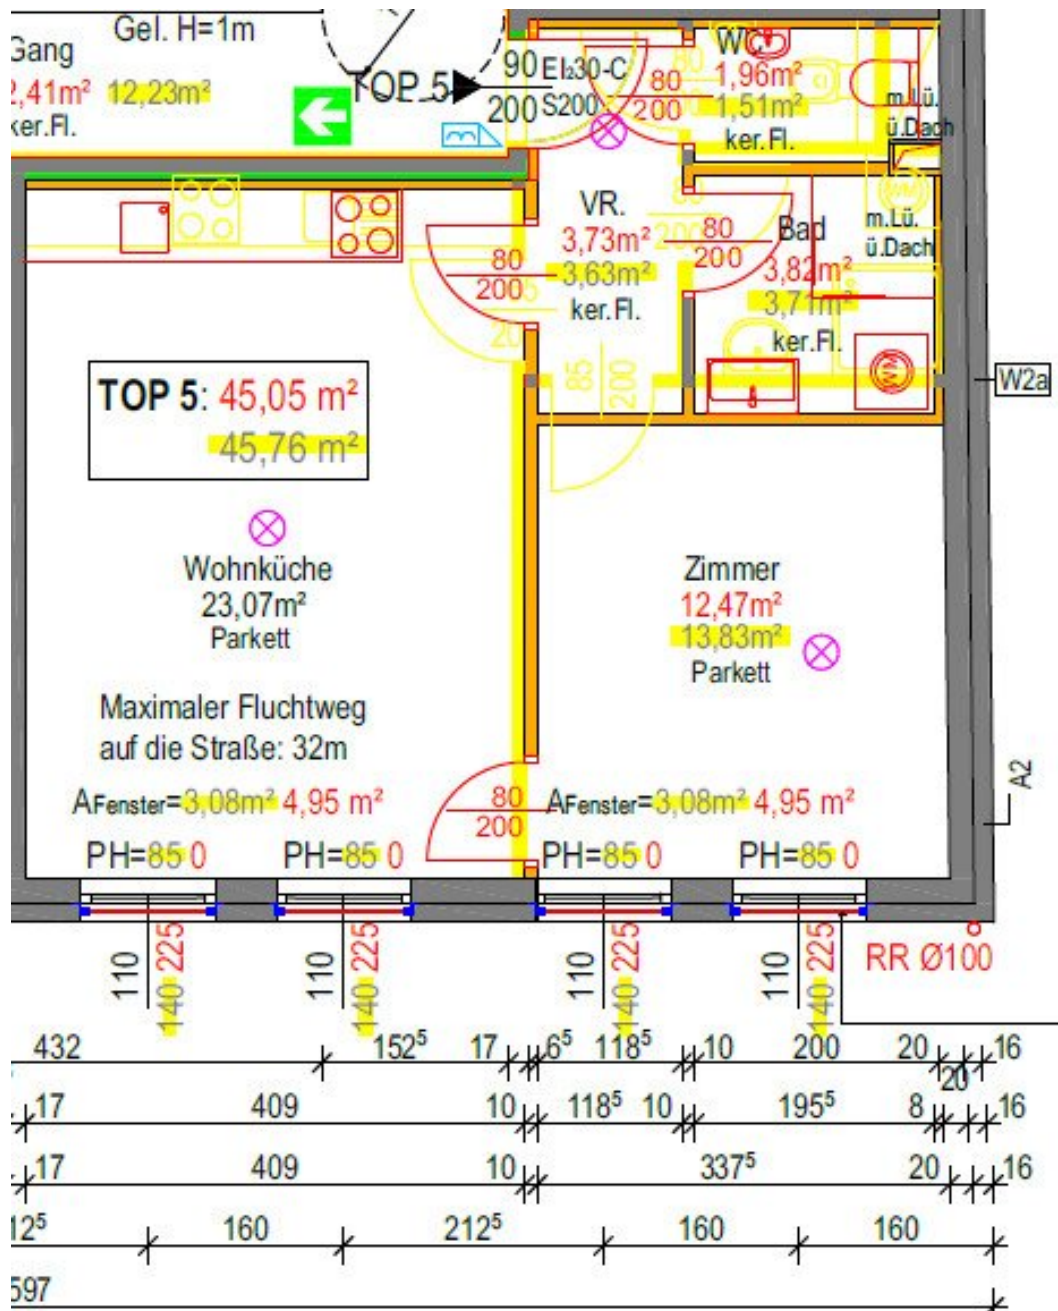 Gel. H=1m
Gang
2,41m² 12,23m²
ker.Fl.
TOP 5
90 EI₂30-C
200 S200
80
200
WC
1,96m²
1,51m²
ker.Fl.
m.Lü.
ü.Dach
VR.
3,73m²
3,63m²
ker.Fl.
80
200
80
200
80
200
85
200
Bad
3,82m²
3,71m²
ker.Fl.
m.Lü.
ü.Dach
WM
WM
W2a
TOP 5: 45,05 m²
45,76 m²
Wohnküche
23,07m²
Parkett
Zimmer
12,47m²
13,83m²
Parkett
Maximaler Fluchtweg
auf die Straße: 32m
A2
AFenster=3,08m² 4,95 m²
80
200
AFenster=3,08m² 4,95 m²
PH=85 0 PH=85 0 PH=85 0 PH=85 0
110 140 225 110 140 225 110 140 225 110 140 225
RR Ø100
432 152⁵ 17 6⁵ 118⁵ 10 200 20 20 16
17 409 10 118⁵ 10 195⁵ 8 16
17 409 10 337⁵ 20 16
12⁵ 160 212⁵ 160 160
597